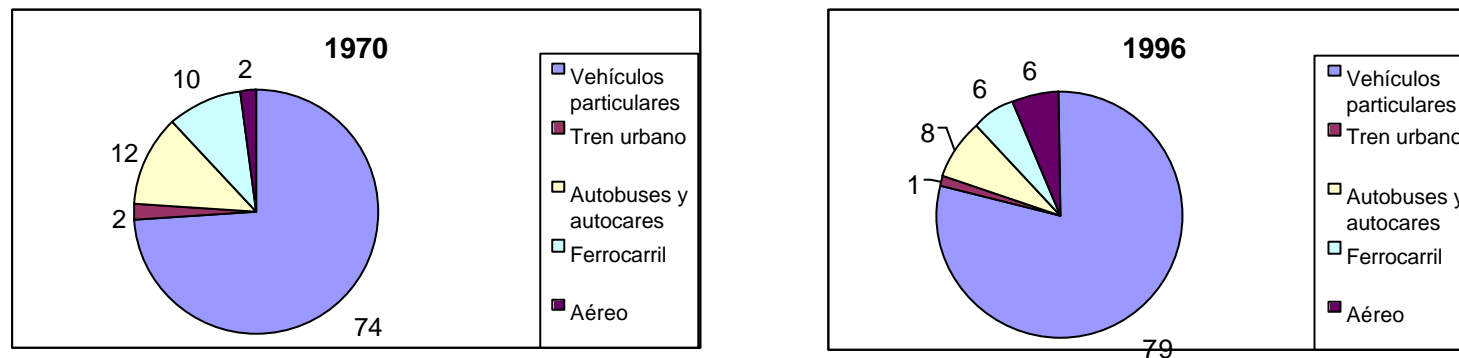 1970
10
2
12
2
74
Vehículos
particulares
Tren urbano
Autobuses y
autocares
Ferrocarril
Aéreo
1996
6
6
8
1
79
Vehículos
particulares
Tren urbano
Autobuses y
autocares
Ferrocarril
Aéreo